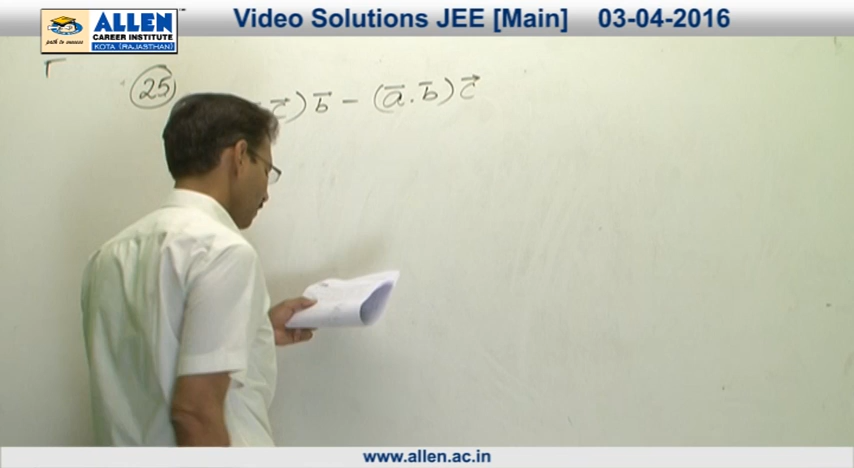 Video Solutions JEE [Main] 03-04-2016
ALLEN
CAREER INSTITUTE
KOTA (RAJASTHAN)
path to success
25
c⃗) b̄ - (ā . b̄) c⃗
www.allen.ac.in